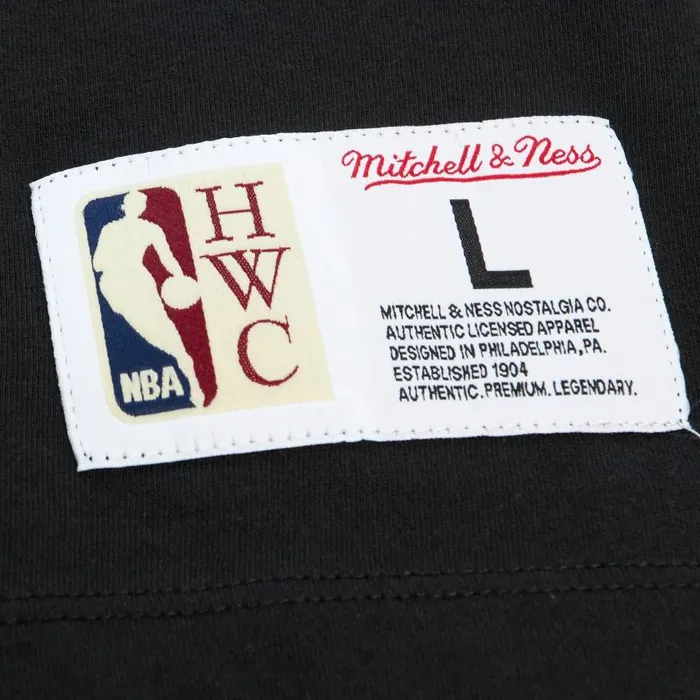 NBA
H
W
C
Mitchell & Ness
L
MITCHELL & NESS NOSTALGIA CO.
AUTHENTIC LICENSED APPAREL
DESIGNED IN PHILADELPHIA, PA.
ESTABLISHED 1904
AUTHENTIC. PREMIUM. LEGENDARY.